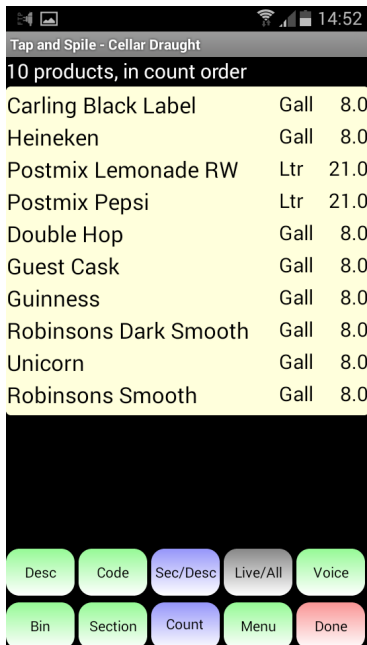 14:52
Tap and Spile - Cellar Draught
10 products, in count order
Carling Black Label Gall 8.0
Heineken Gall 8.0
Postmix Lemonade RW Ltr 21.0
Postmix Pepsi Ltr 21.0
Double Hop Gall 8.0
Guest Cask Gall 8.0
Guinness Gall 8.0
Robinsons Dark Smooth Gall 8.0
Unicorn Gall 8.0
Robinsons Smooth Gall 8.0
Desc Code Sec/Desc Live/All Voice
Bin Section Count Menu Done